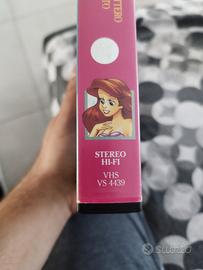 STEREO
HI-FI
VHS
VS 4439
Subito